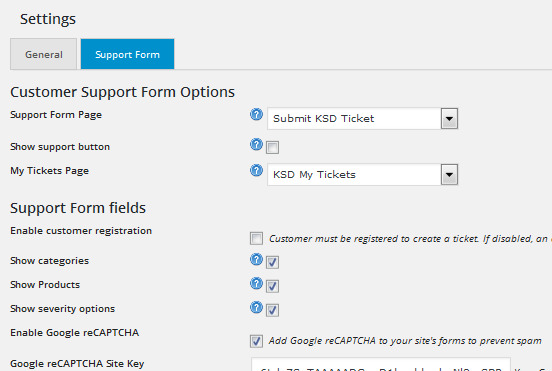 Settings
General
Support Form
Customer Support Form Options
Support Form Page ? Submit KSD Ticket
Show support button ?
My Tickets Page ? KSD My Tickets
Support Form fields
Enable customer registration Customer must be registered to create a ticket. If disabled, an
Show categories ?
Show Products ?
Show severity options ?
Enable Google reCAPTCHA Add Google reCAPTCHA to your site's forms to prevent spam
Google reCAPTCHA Site Key